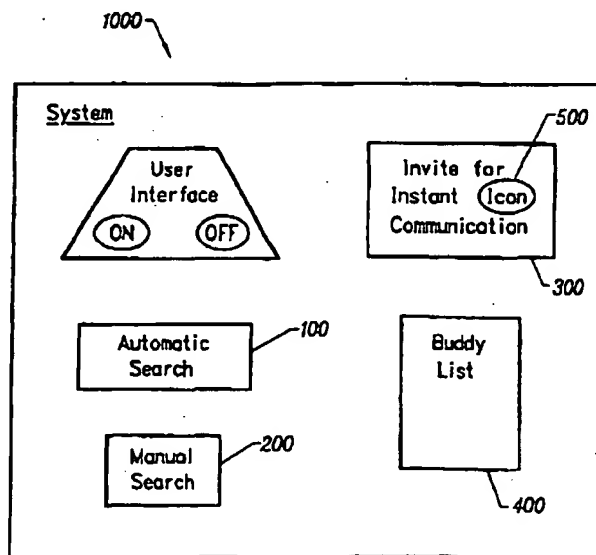 1000
System
User
Interface
ON OFF
500
Invite for
Instant Icon
Communication
300
Automatic
Search
100
Buddy
List
Manual
Search
200
400